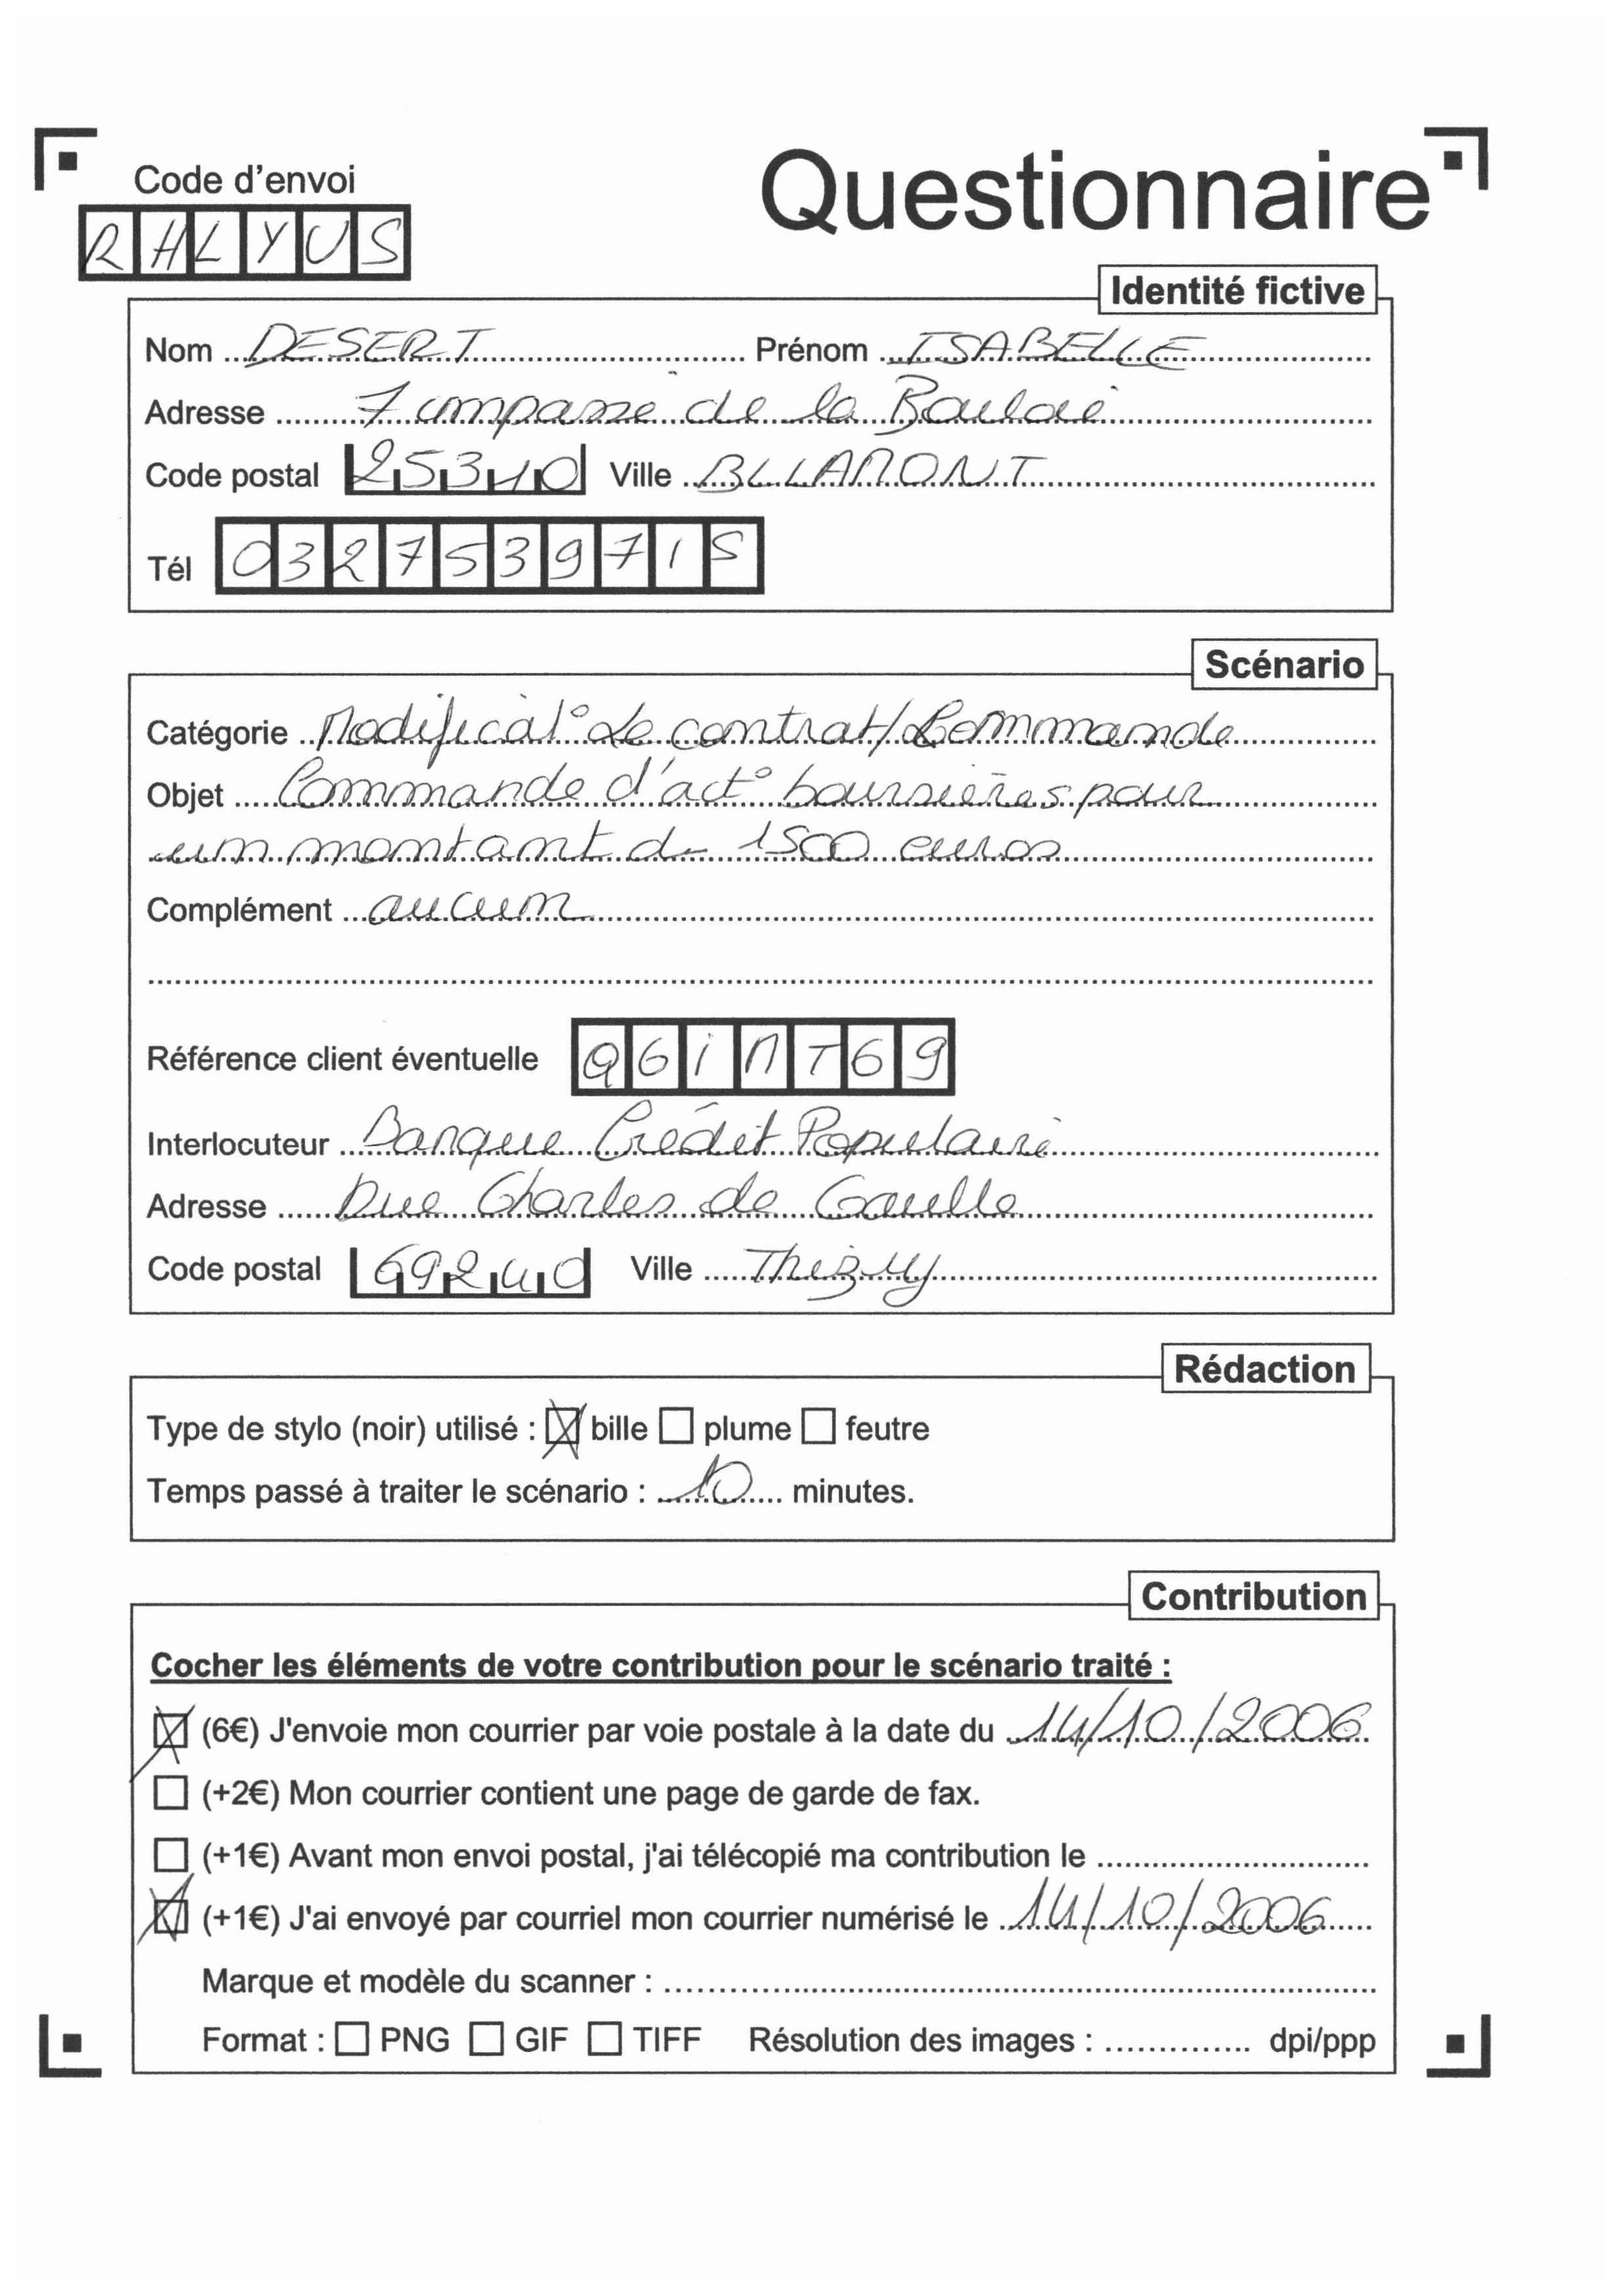 Code d'envoi
Questionnaire
RHLYUS
Identité fictive
Nom DESERT Prénom ISABELLE
Adresse 7 impasse de la Boulaie
Code postal 25310 Ville BLLAMONT
Tél 0327539715
Scénario
Catégorie Modificat° de contrat/Commande
Objet Commande d'act° boursières pour
un montant de 1500 euros
Complément aucun
Référence client éventuelle QGINT69
Interlocuteur Banque Crédit Populaire
Adresse Rue Charles de Gaulle
Code postal 69240 Ville Thizy
Rédaction
Type de stylo (noir) utilisé : bille plume feutre
Temps passé à traiter le scénario : 10 minutes.
Contribution
Cocher les éléments de votre contribution pour le scénario traité :
(6€) J'envoie mon courrier par voie postale à la date du 14/10/2006
(+2€) Mon courrier contient une page de garde de fax.
(+1€) Avant mon envoi postal, j'ai télécopié ma contribution le
(+1€) J'ai envoyé par courriel mon courrier numérisé le 14/10/2006
Marque et modèle du scanner :
Format : PNG GIF TIFF Résolution des images : dpi/ppp